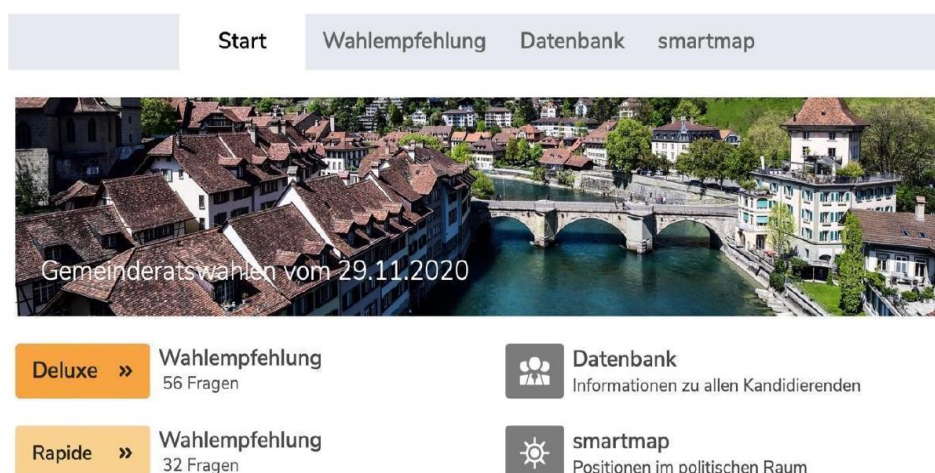 Start Wahlempfehlung Datenbank smartmap
Gemeinderatswahlen vom 29.11.2020
Deluxe »
Wahlempfehlung
56 Fragen
Datenbank
Informationen zu allen Kandidierenden
Rapide »
Wahlempfehlung
32 Fragen
smartmap
Positionen im politischen Raum